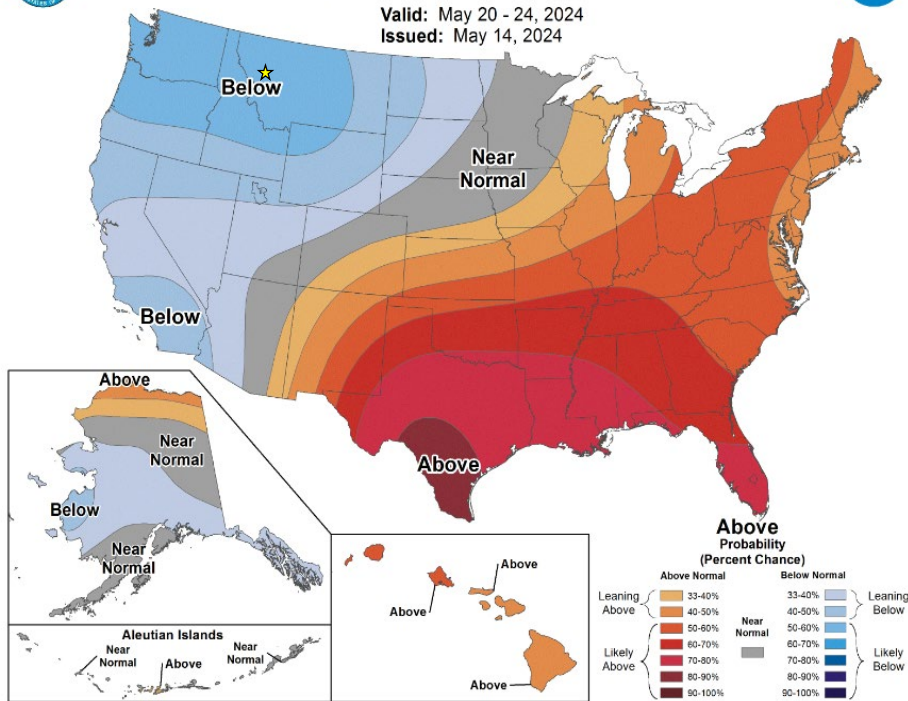 Valid: May 20 - 24, 2024
Issued: May 14, 2024
Below
Near
Normal
Below
Above
Above
Near
Normal
Below
Near
Normal
Above
Above
Above
Above
Aleutian Islands
Near
Normal
Above
Near
Normal
Above
Probability
(Percent Chance)
Above Normal
Below Normal
Leaning
Above
33-40%
40-50%
33-40%
40-50%
Leaning
Below
Likely
Above
50-60%
60-70%
70-80%
80-90%
90-100%
Near
Normal
50-60%
60-70%
70-80%
80-90%
90-100%
Likely
Below